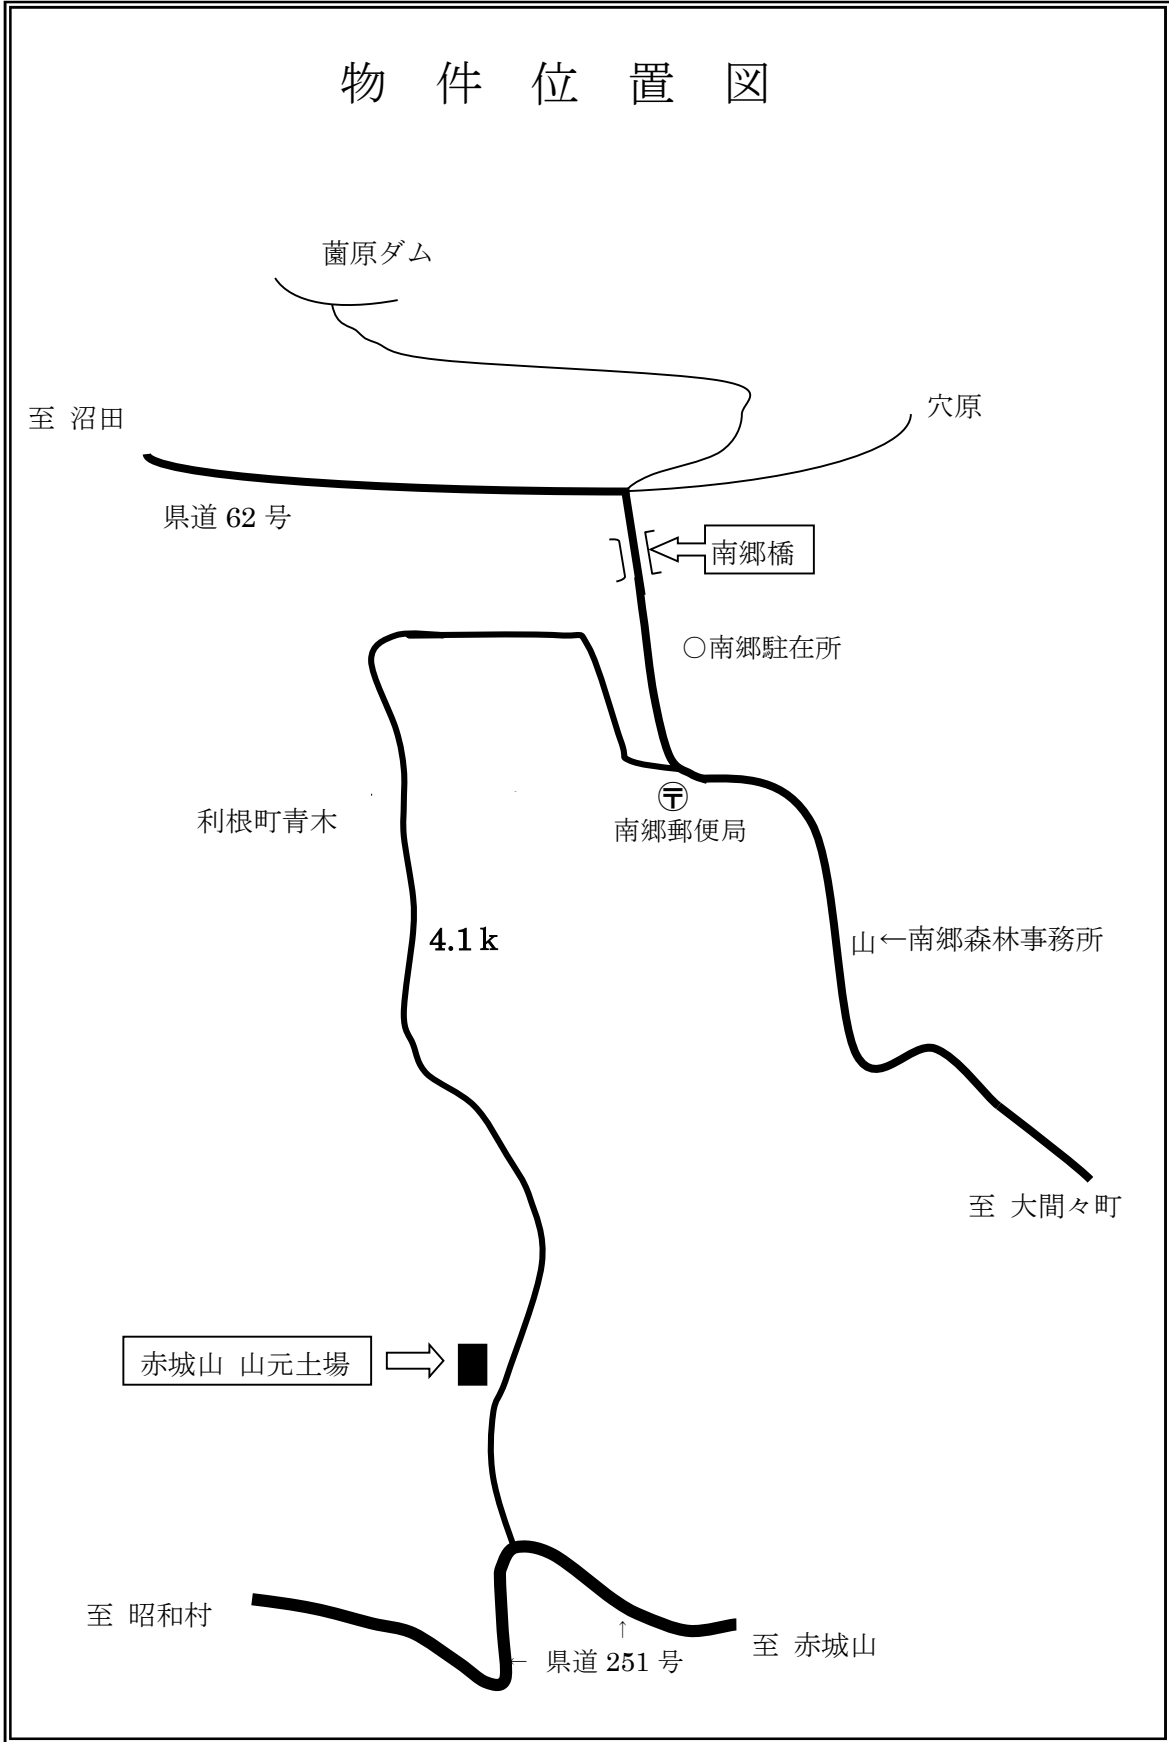 物 件 位 置 図
薗原ダム
至 沼田
穴原
県道 62 号
南郷橋
○南郷駐在所
〒
利根町青木
南郷郵便局
4.1ｋ
山←南郷森林事務所
至 大間々町
赤城山 山元土場
至 昭和村
↑
至 赤城山
← 県道 251 号